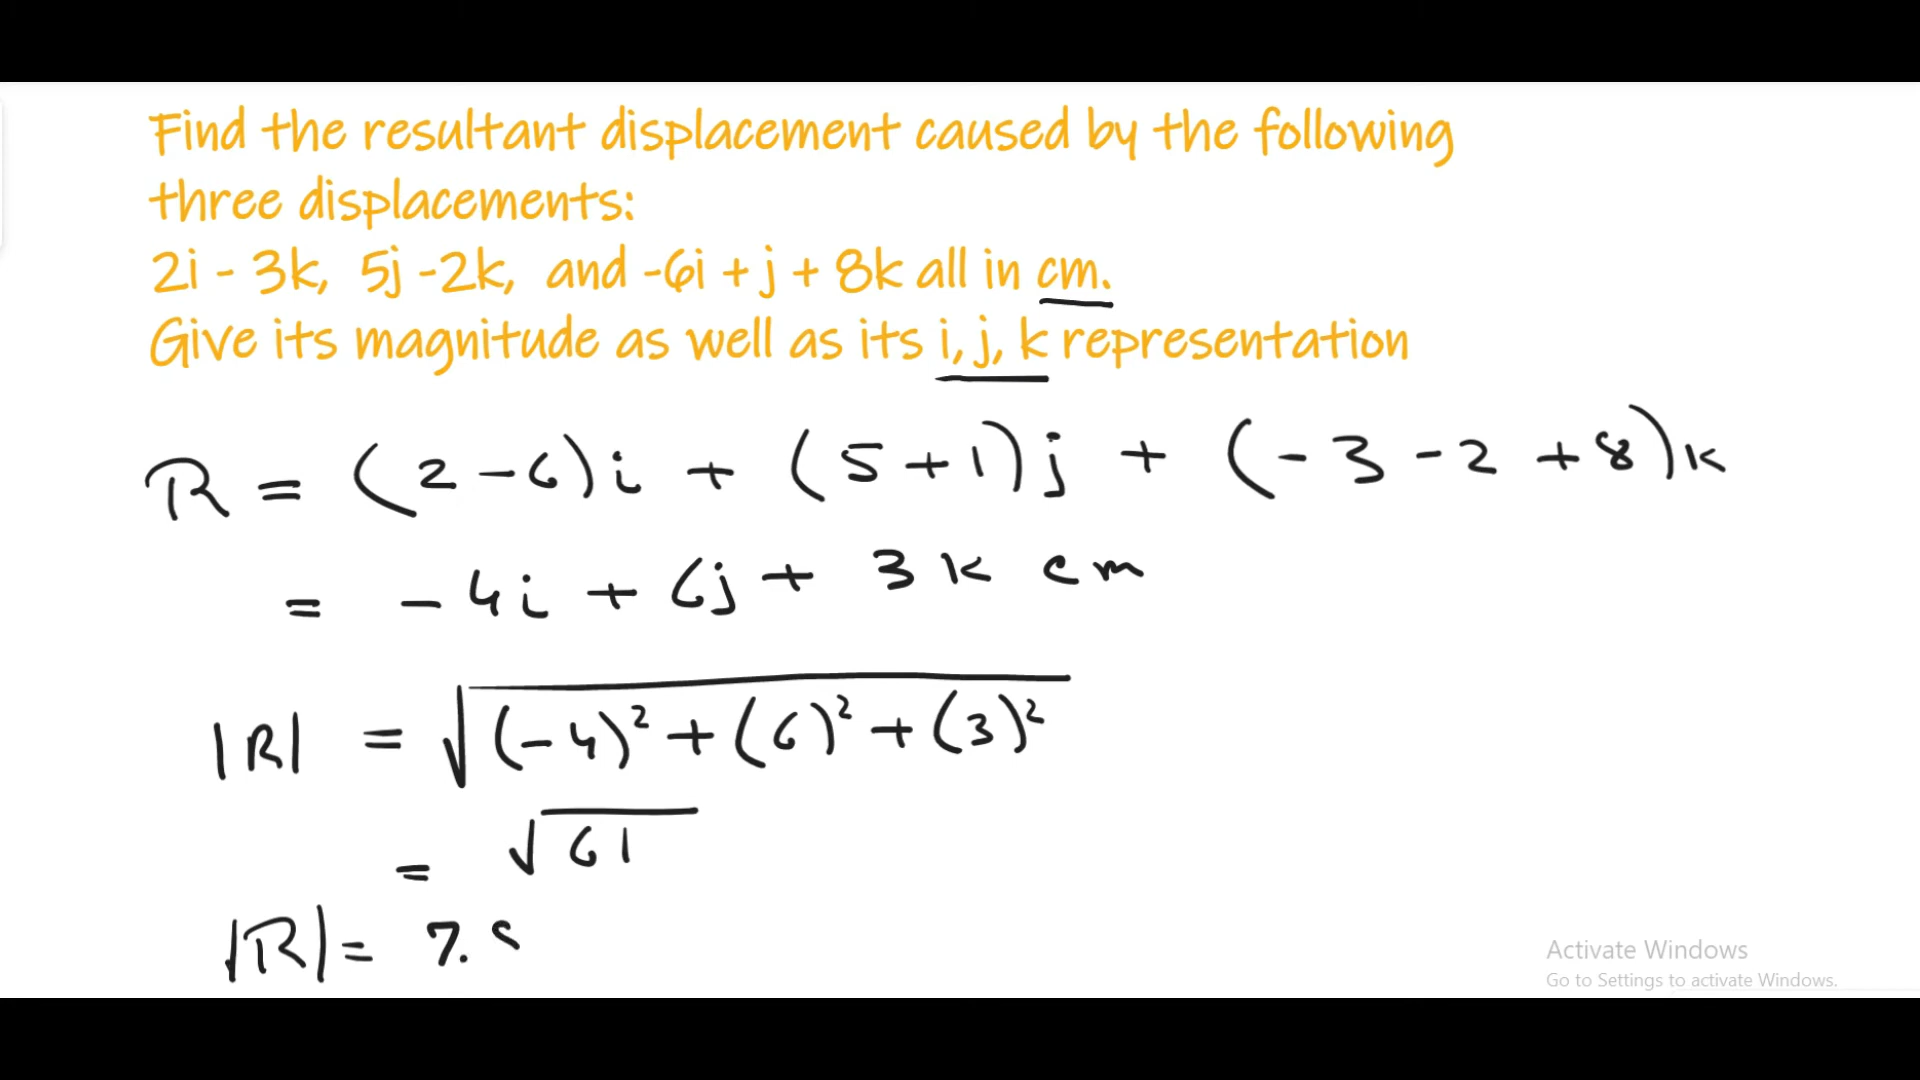 Find the resultant displacement caused by the following
three displacements:
2i - 3k, 5j -2k, and -6i + j + 8k all in cm.
Give its magnitude as well as its i, j, k representation
R = (2-6)i + (5+1)j + (-3-2+8)k
= -4i + 6j + 3k cm
|R| = √(-4)² + (6)² + (3)²
= √61
|R| = 7.
Activate Windows
Go to Settings to activate Windows.